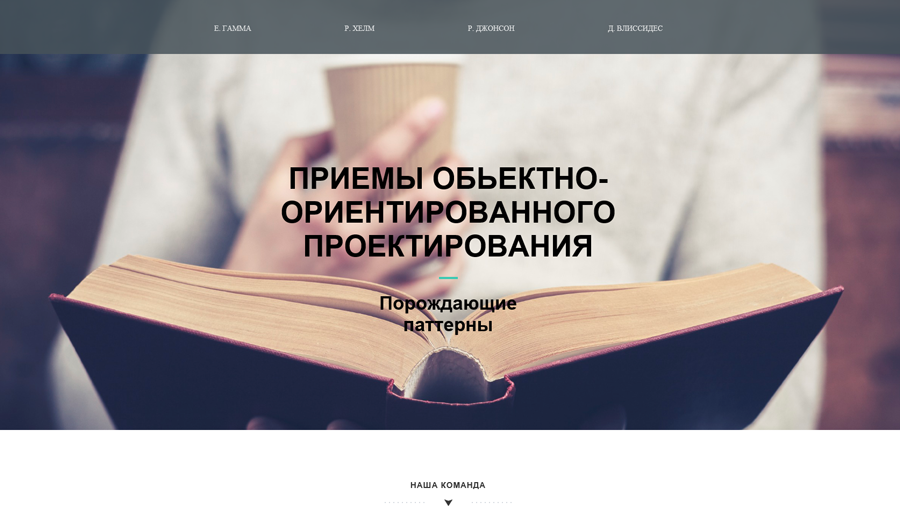 Е. ГАММА
Р. ХЕЛМ
Р. ДЖОНСОН
Д. ВЛИССИДЕС
ПРИЕМЫ ОБЬЕКТНО-
ОРИЕНТИРОВАННОГО
ПРОЕКТИРОВАНИЯ
Порождающие
паттерны
НАША КОМАНДА